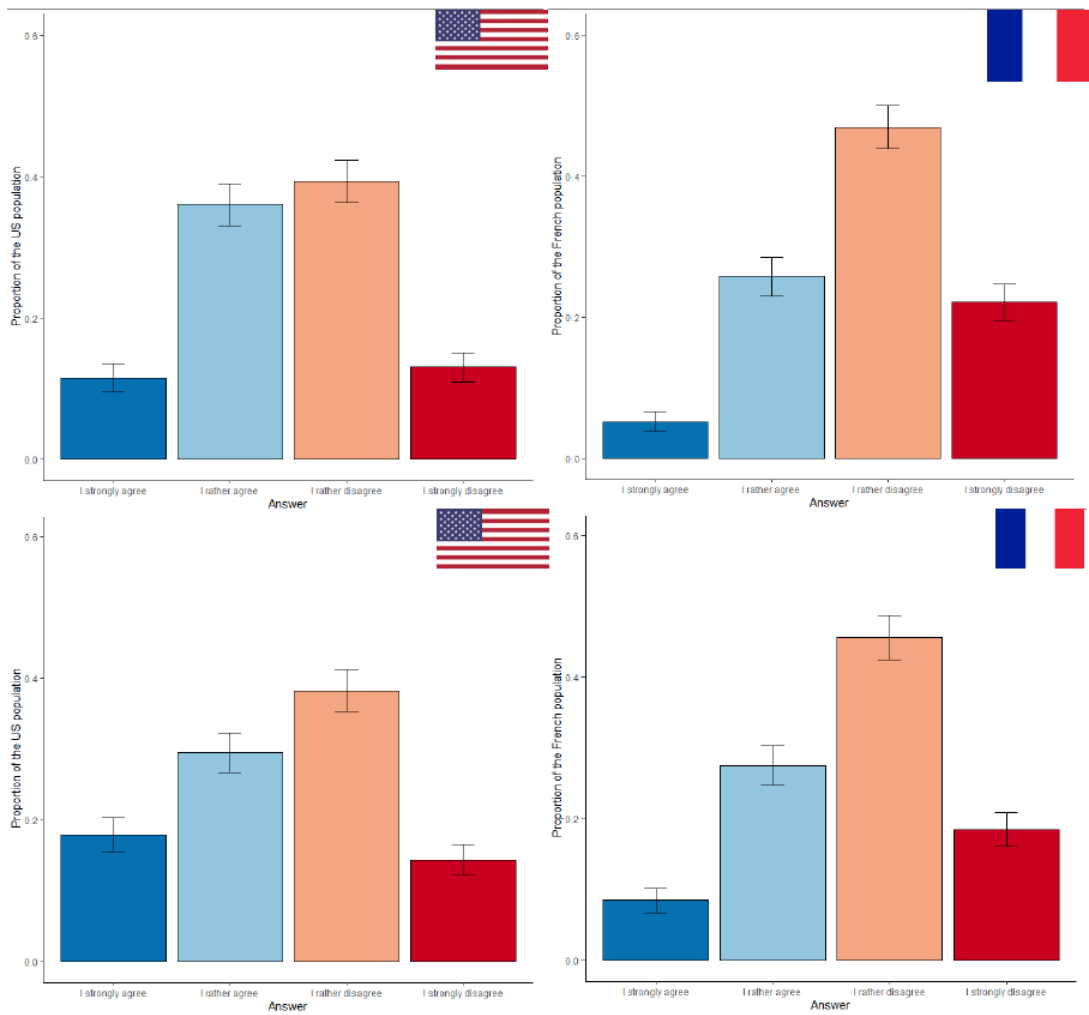 Proportion of the US population
0.6
0.4
0.2
0.0
I strongly agree I rather agree I rather disagree I strongly disagree
Answer
Proportion of the French population
0.6
0.4
0.2
0.0
I strongly agree I rather agree I rather disagree I strongly disagree
Answer
Proportion of the US population
0.6
0.4
0.2
0.0
I strongly agree I rather agree I rather disagree I strongly disagree
Answer
Proportion of the French population
0.6
0.4
0.2
0.0
I strongly agree I rather agree I rather disagree I strongly disagree
Answer